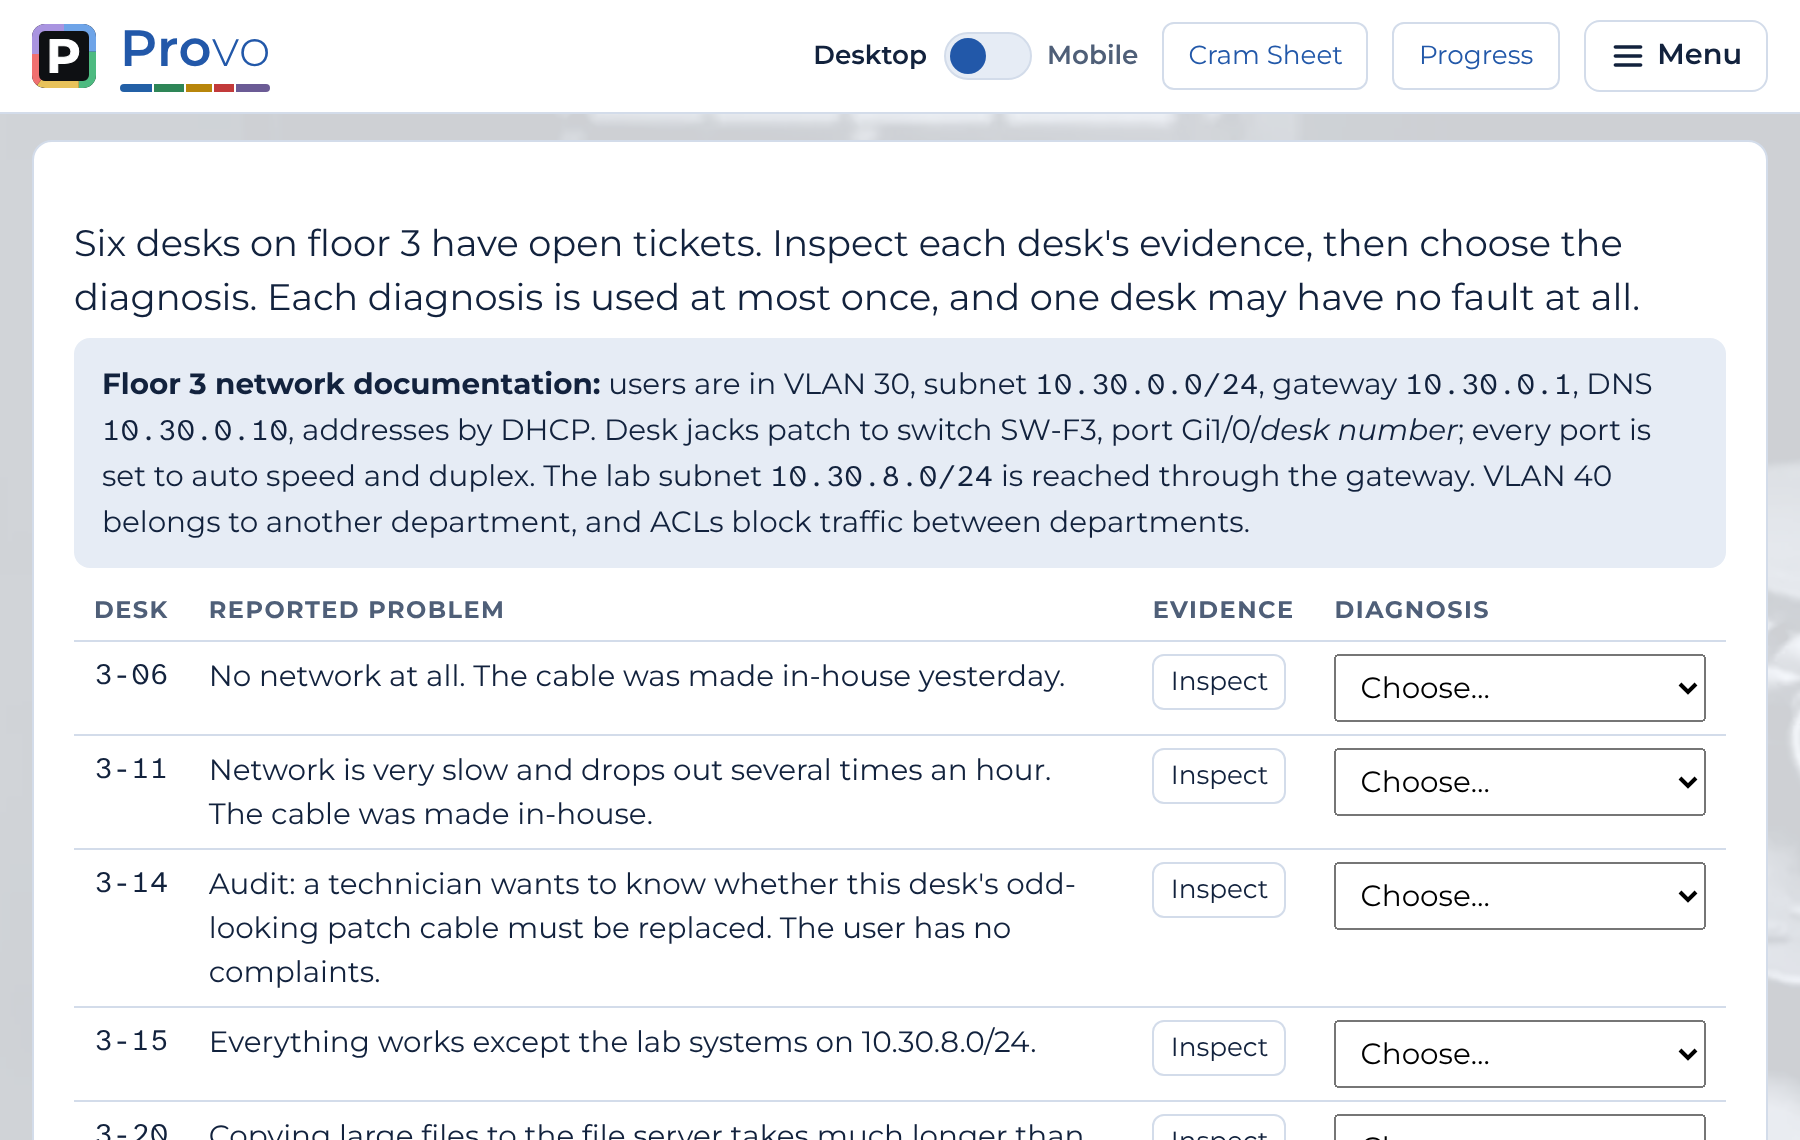 P Provo
Desktop Mobile Cram Sheet Progress Menu
Six desks on floor 3 have open tickets. Inspect each desk's evidence, then choose the
diagnosis. Each diagnosis is used at most once, and one desk may have no fault at all.
Floor 3 network documentation: users are in VLAN 30, subnet 10.30.0.0/24, gateway 10.30.0.1, DNS
10.30.0.10, addresses by DHCP. Desk jacks patch to switch SW-F3, port Gi1/0/desk number; every port is
set to auto speed and duplex. The lab subnet 10.30.8.0/24 is reached through the gateway. VLAN 40
belongs to another department, and ACLs block traffic between departments.
DESK REPORTED PROBLEM EVIDENCE DIAGNOSIS
3-06 No network at all. The cable was made in-house yesterday. Inspect Choose...
3-11 Network is very slow and drops out several times an hour. Inspect Choose...
The cable was made in-house.
3-14 Audit: a technician wants to know whether this desk's odd- Inspect Choose...
looking patch cable must be replaced. The user has no
complaints.
3-15 Everything works except the lab systems on 10.30.8.0/24. Inspect Choose...
3-20 Copying large files to the file server takes much longer than Inspect